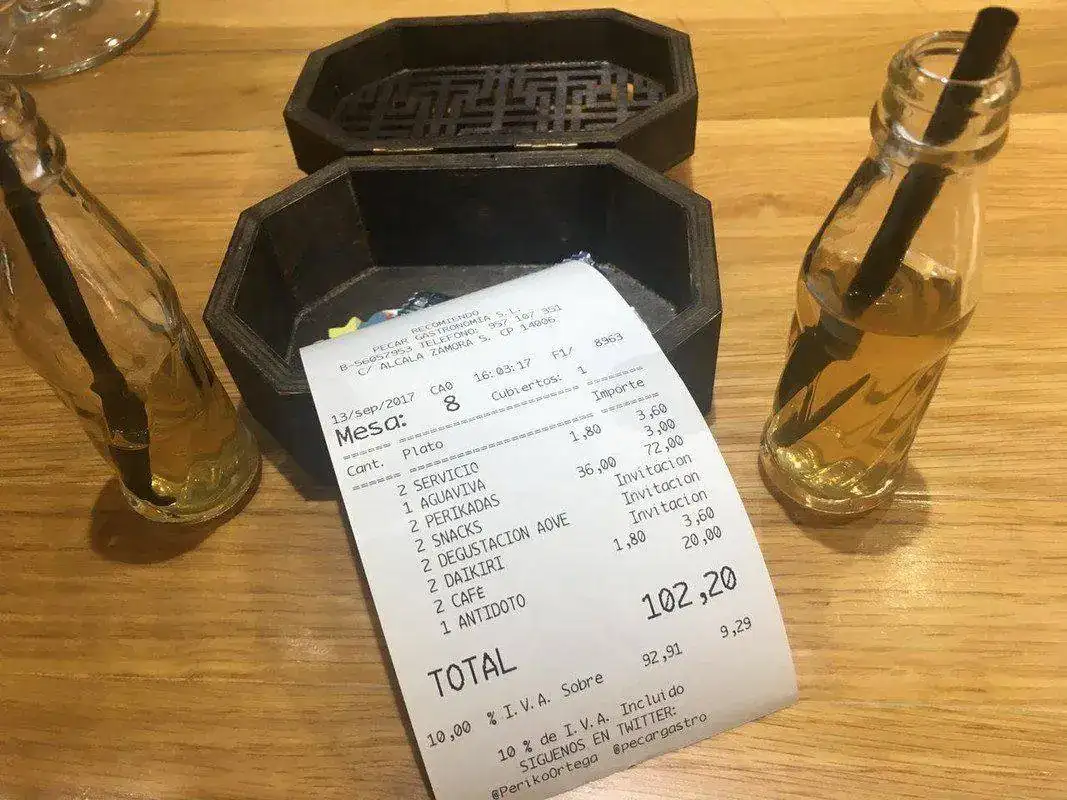 RECOMIENDO
PECAR GASTRONOMIA S.L.
B-56057953 TELEFONO: 957 107 351
C/ ALCALA ZAMORA 5. CP 14006
13/sep/2017 CA0 16:03:17 F1/ 8963
Mesa: 8 Cubiertos: 1
Cant. Plato Importe
2 SERVICIO 1,80 3,60
1 AGUAVIVA 3,00
2 PERIKADAS 36,00 72,00
2 SNACKS Invitacion
2 DEGUSTACION AOVE Invitacion
2 DAIKIRI Invitacion
2 CAFE 1,80 3,60
1 ANTIDOTO 20,00
TOTAL 102,20
10,00 % I.V.A. Sobre 92,91 9,29
10 % de I.V.A. Incluido
SIGUENOS EN TWITTER:
@PerikoOrtega @pecargastro